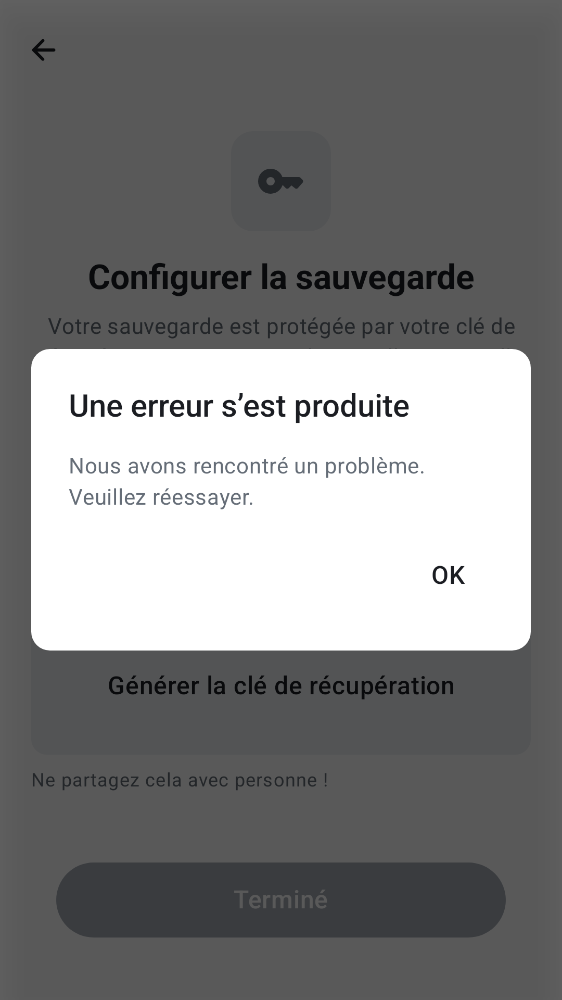 Configurer la sauvegarde
Votre sauvegarde est protégée par votre clé de
Une erreur s’est produite
Nous avons rencontré un problème.
Veuillez réessayer.
OK
Générer la clé de récupération
Ne partagez cela avec personne !
Terminé